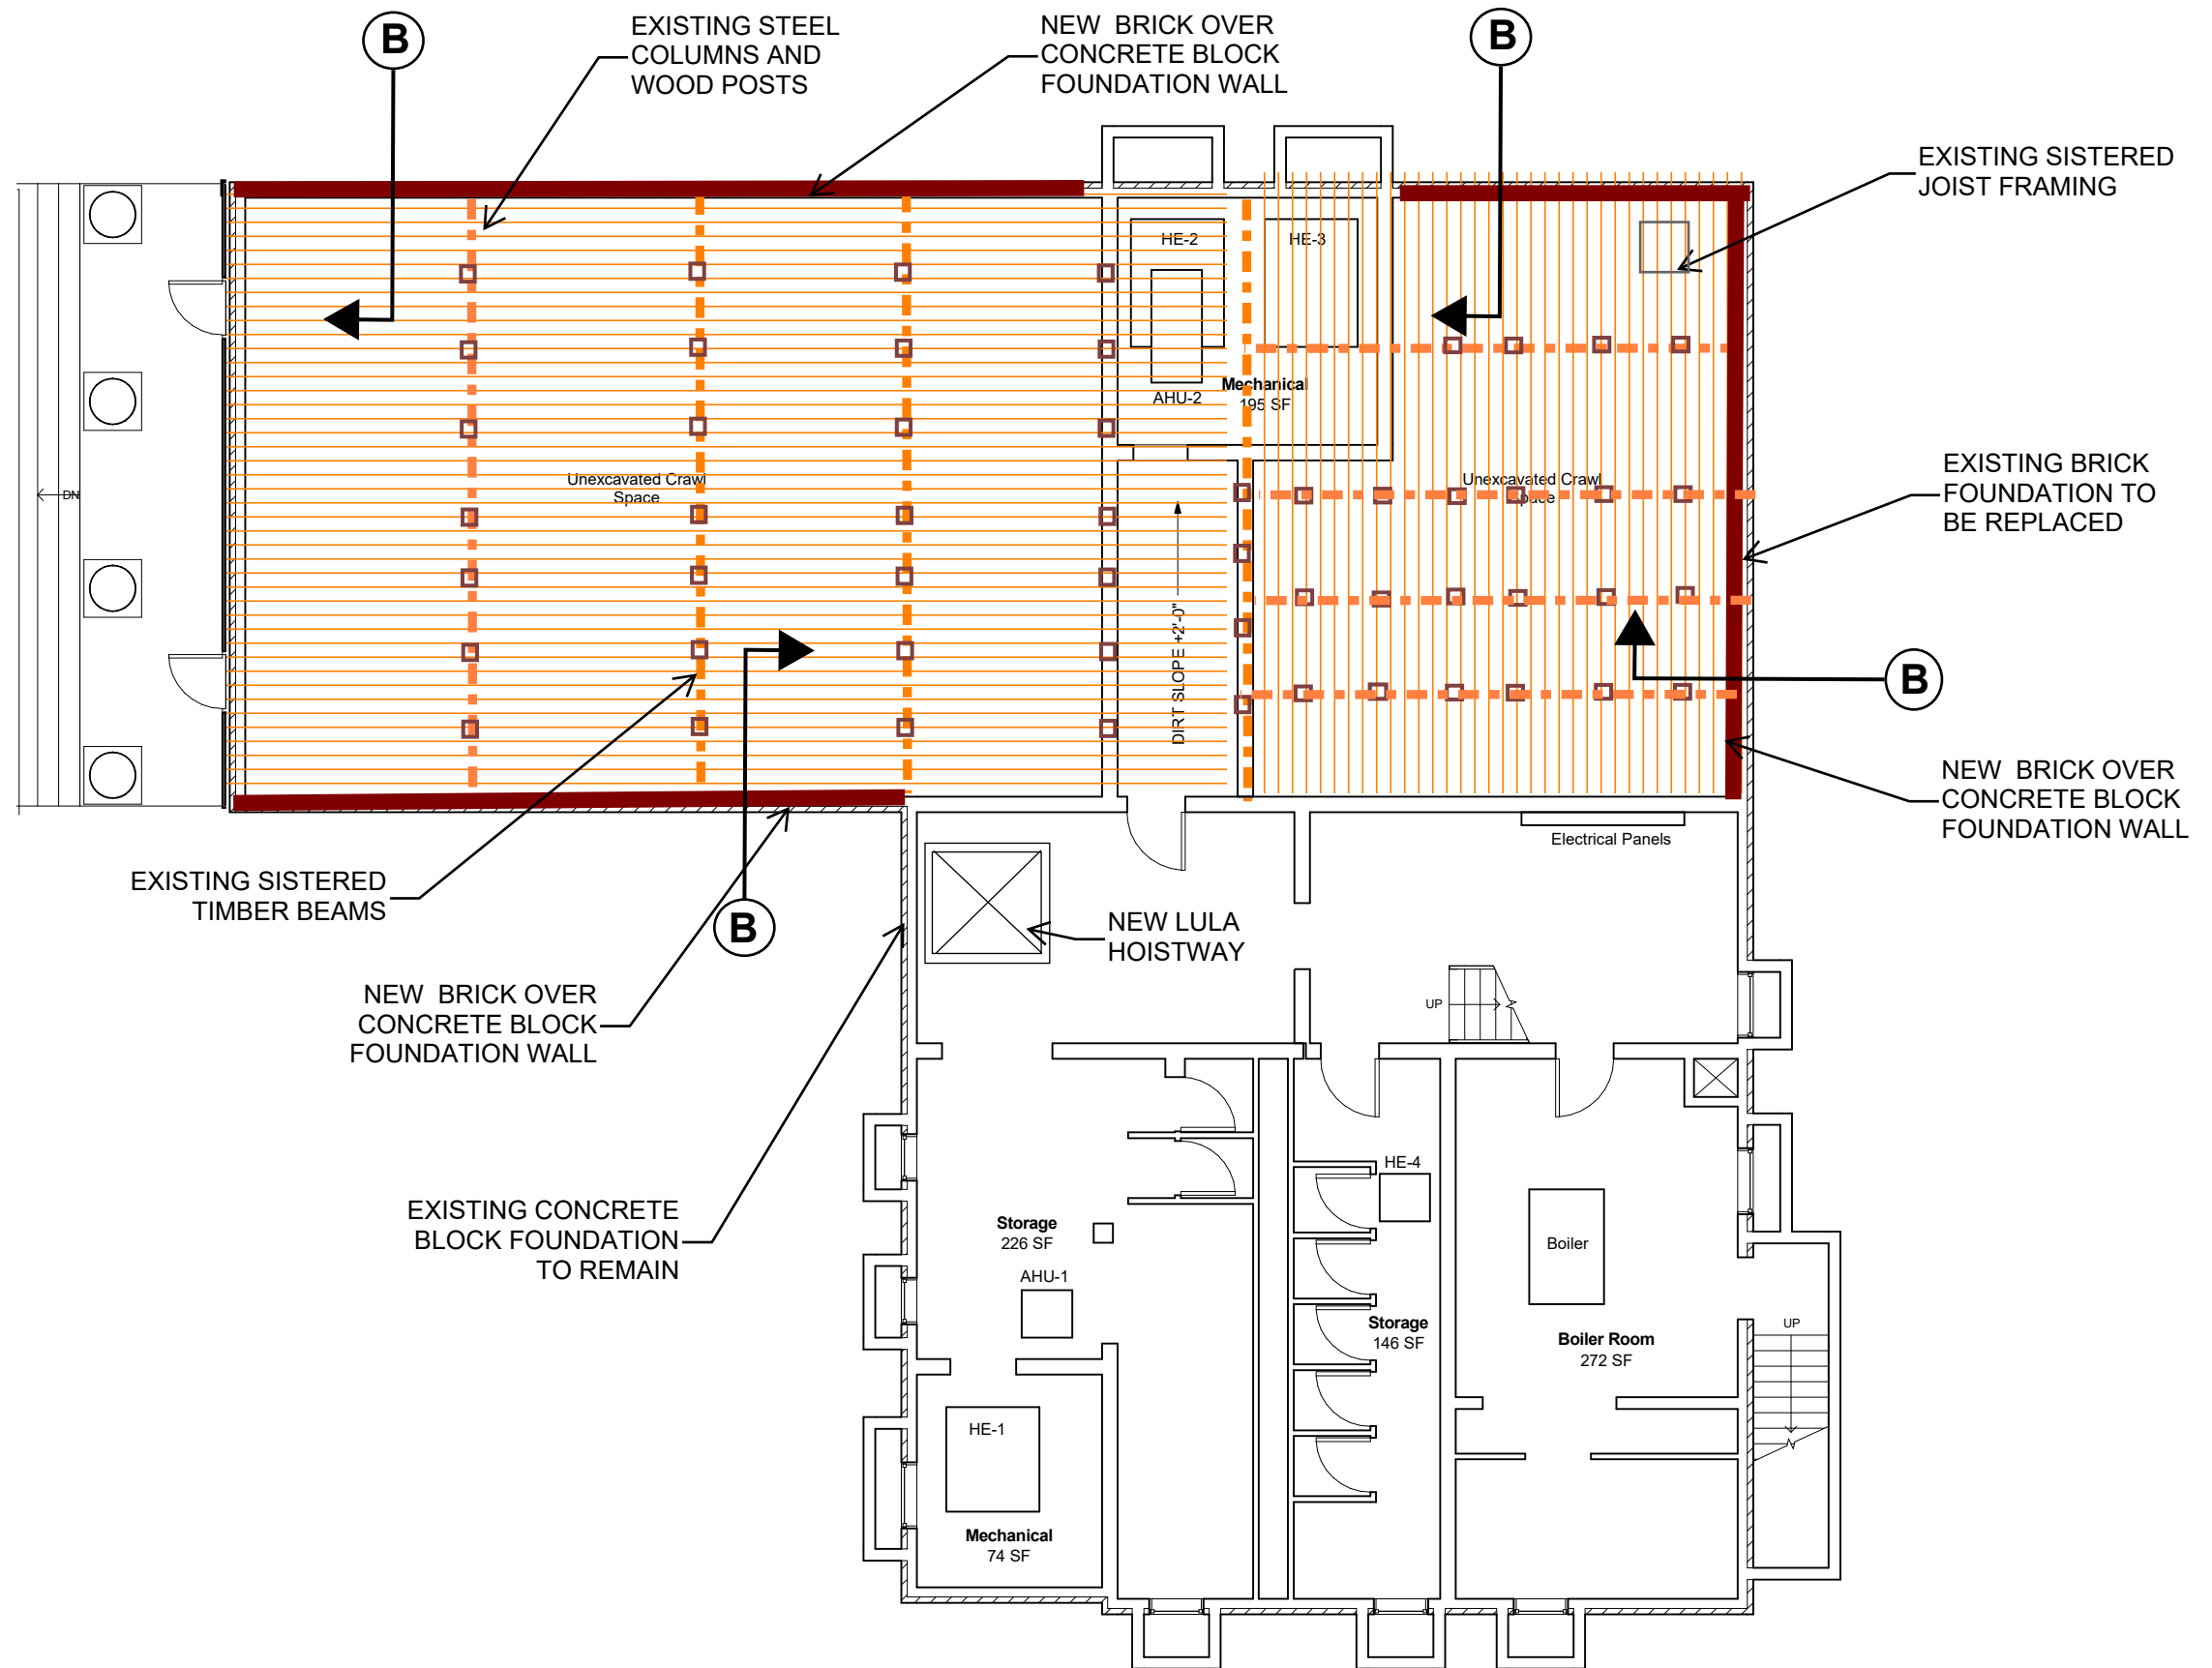 B
EXISTING STEEL
COLUMNS AND
WOOD POSTS
NEW BRICK OVER
CONCRETE BLOCK
FOUNDATION WALL
B
EXISTING SISTERED
JOIST FRAMING
HE-2
HE-3
AHU-2
Mechanical
195 SF
Unexcavated Crawl
Space
Unexcavated Crawl
Space
EXISTING BRICK
FOUNDATION TO
BE REPLACED
DN
DIRT SLOPE +2'-0"
B
NEW BRICK OVER
CONCRETE BLOCK
FOUNDATION WALL
Electrical Panels
EXISTING SISTERED
TIMBER BEAMS
B
NEW LULA
HOISTWAY
NEW BRICK OVER
CONCRETE BLOCK
FOUNDATION WALL
UP
EXISTING CONCRETE
BLOCK FOUNDATION
TO REMAIN
HE-4
Storage
226 SF
AHU-1
Boiler
Storage
146 SF
Boiler Room
272 SF
UP
HE-1
Mechanical
74 SF